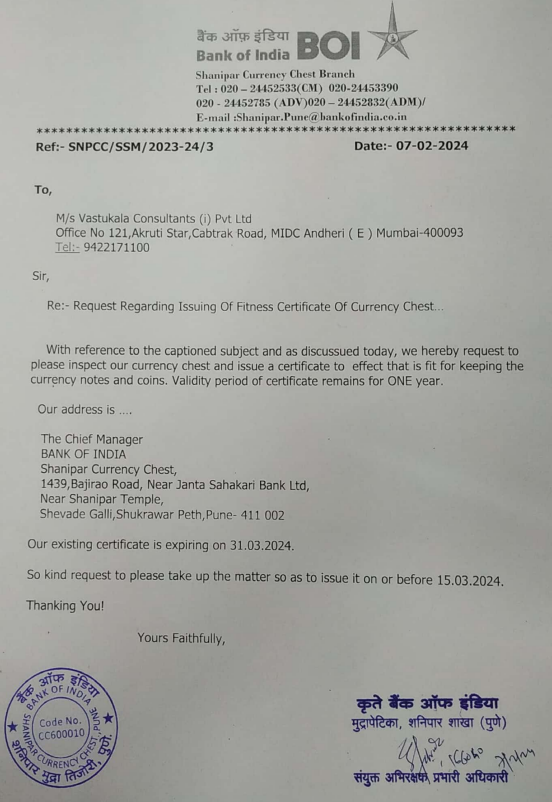 बैंक ऑफ़ इंडिया
Bank of India BOI
Shanipar Currency Chest Branch
Tel : 020 – 24452533(CM) 020-24453390
020 - 24452785 (ADV)020 – 24452832(ADM)/
E-mail :Shanipar.Pune@bankofindia.co.in
Ref:- SNPCC/SSM/2023-24/3 Date:- 07-02-2024
To,
M/s Vastukala Consultants (i) Pvt Ltd
Office No 121,Akruti Star,Cabtrak Road, MIDC Andheri ( E ) Mumbai-400093
Tel:- 9422171100
Sir,
Re:- Request Regarding Issuing Of Fitness Certificate Of Currency Chest...
With reference to the captioned subject and as discussued today, we hereby request to
please inspect our currency chest and issue a certificate to effect that is fit for keeping the
currency notes and coins. Validity period of certificate remains for ONE year.
Our address is ....
The Chief Manager
BANK OF INDIA
Shanipar Currency Chest,
1439,Bajirao Road, Near Janta Sahakari Bank Ltd,
Near Shanipar Temple,
Shevade Galli,Shukrawar Peth,Pune- 411 002
Our existing certificate is expiring on 31.03.2024.
So kind request to please take up the matter so as to issue it on or before 15.03.2024.
Thanking You!
Yours Faithfully,
बैंक ऑफ इंडिया
BANK OF INDIA
Code No.
CC600010
SHANIPAR CURRENCY CHEST, PUNE
शनिपार मुद्रा तिजोरी, पुणे
कृते बैंक ऑफ इंडिया
मुद्रापेटिका, शनिपार शाखा (पुणे)
संयुक्त अभिरक्षक प्रभारी अधिकारी